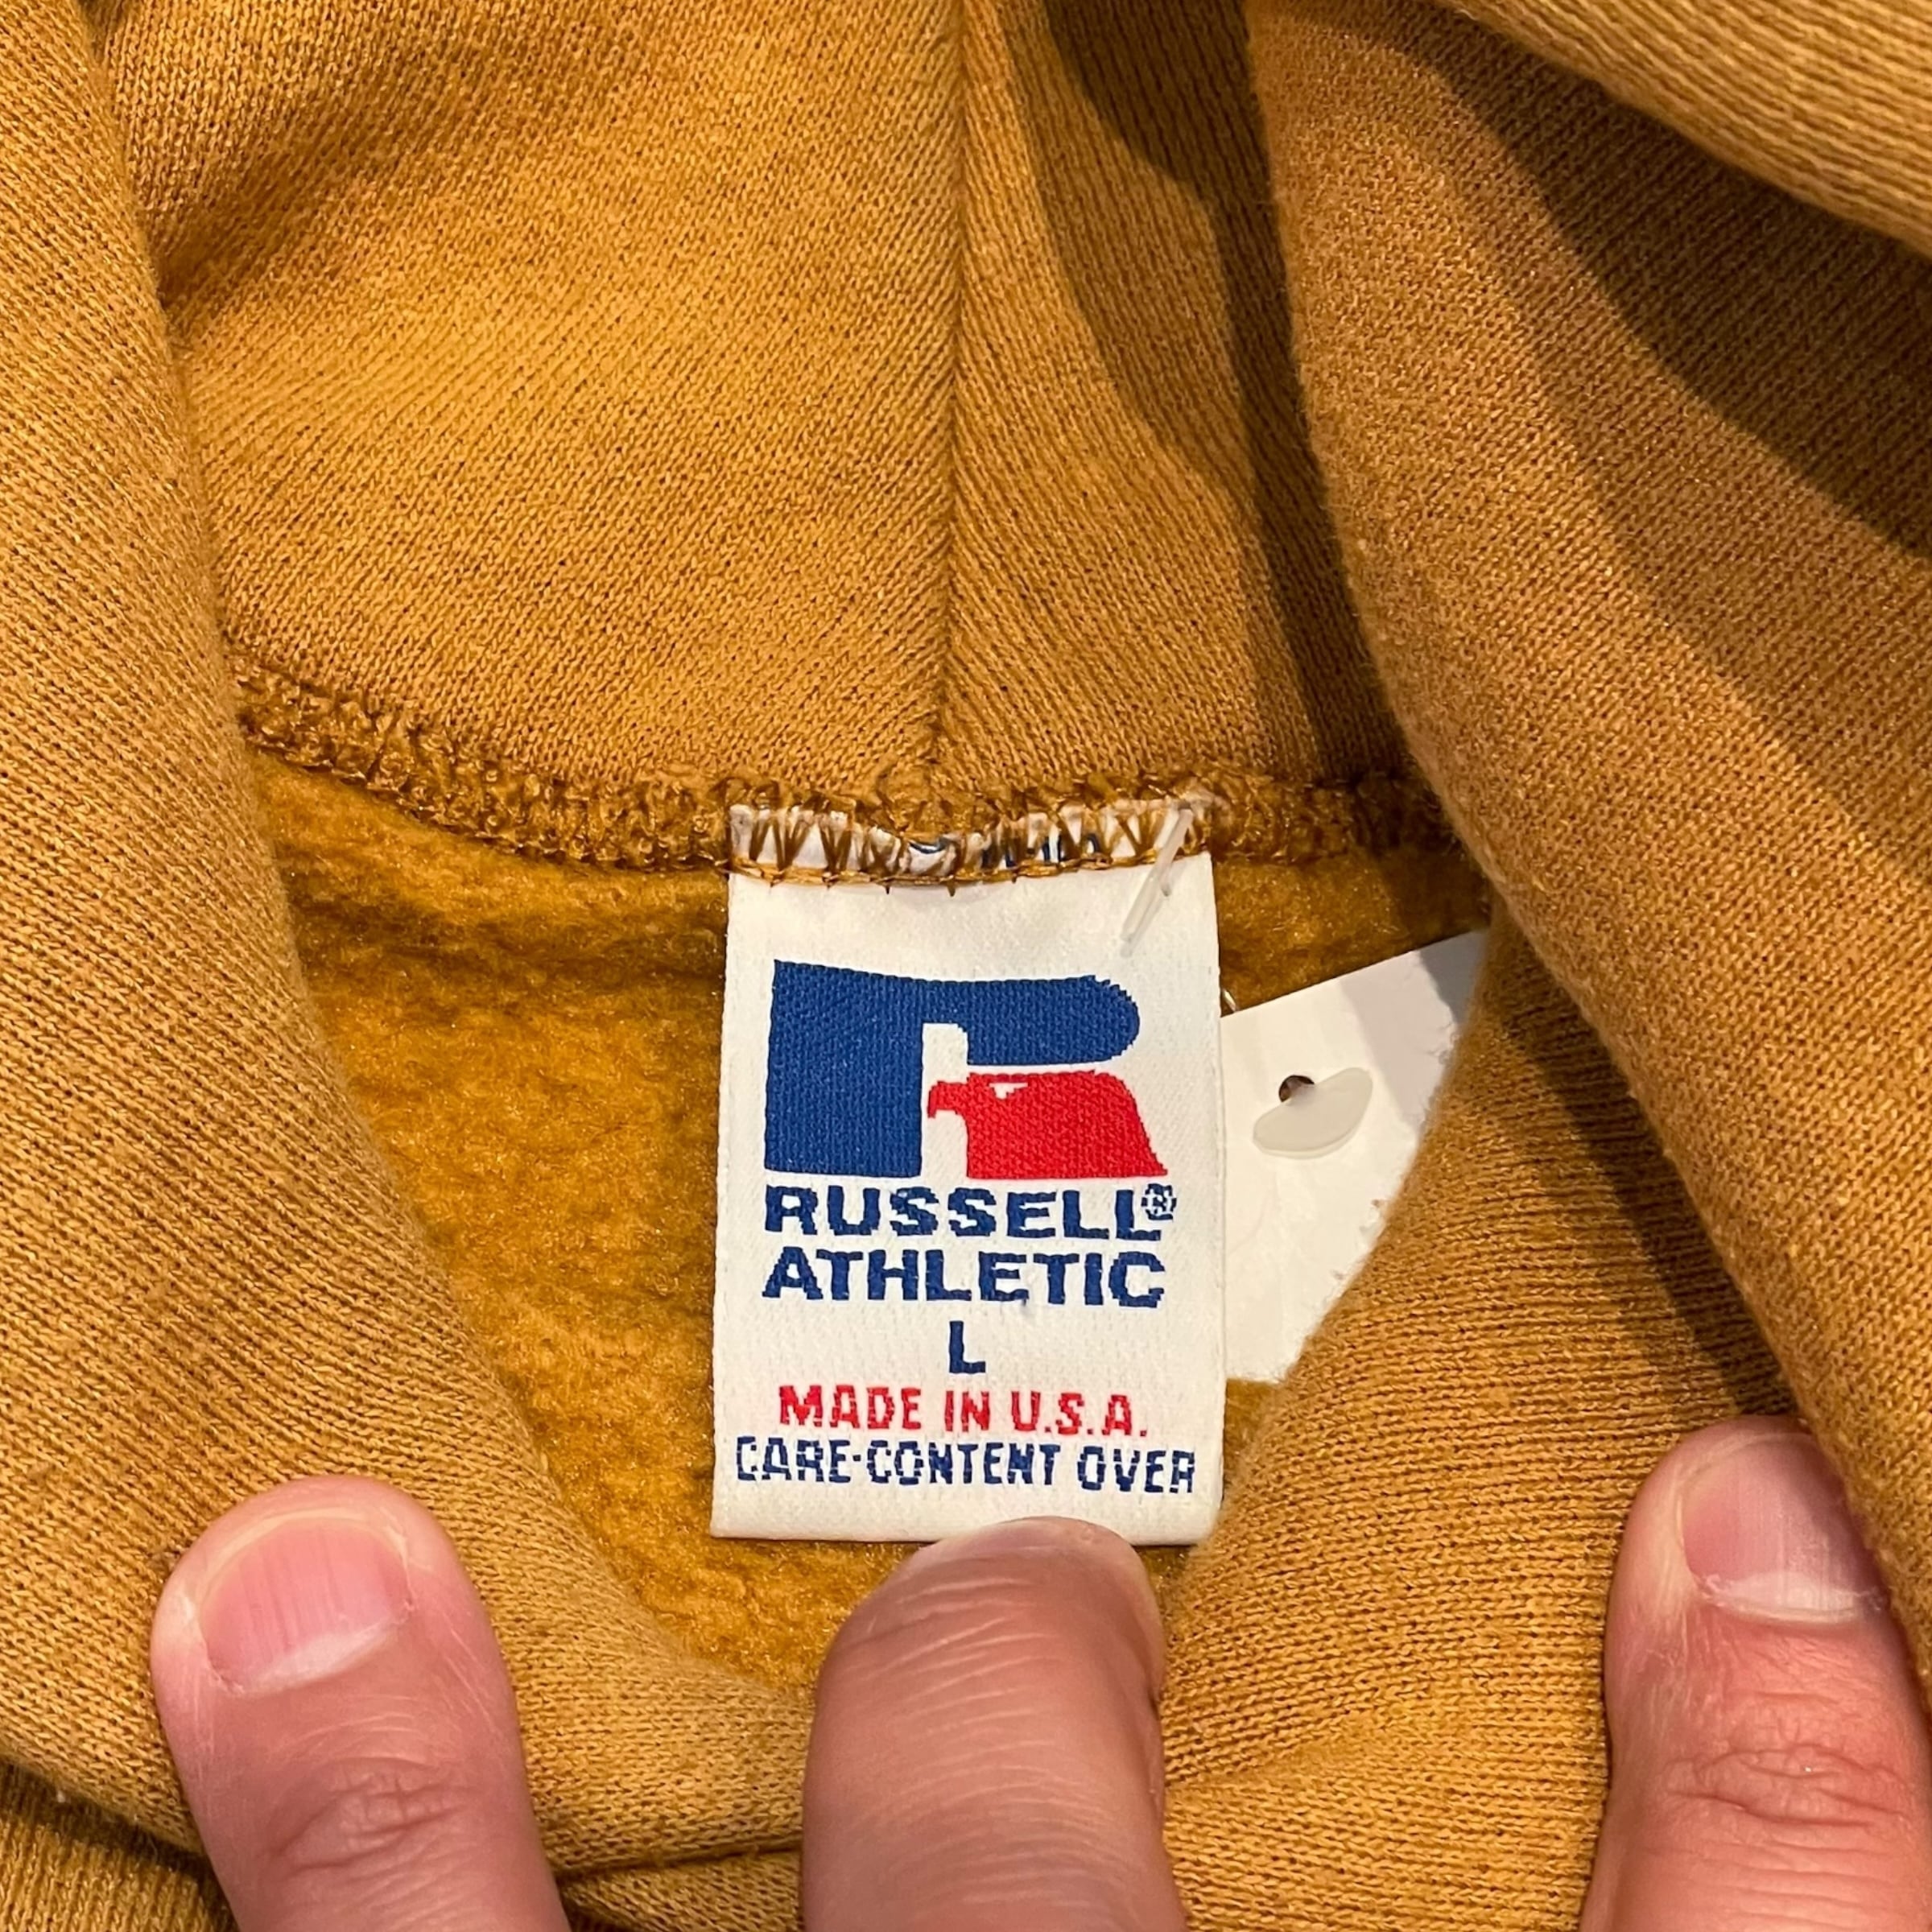 RUSSELL®
ATHLETIC
L
MADE IN U.S.A.
CARE·CONTENT OVER